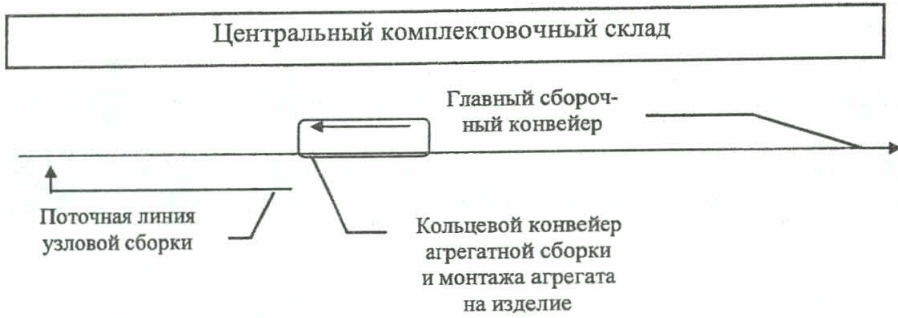 Центральный комплектовочный склад
Главный сбороч-
ный конвейер
Поточная линия
узловой сборки
Кольцевой конвейер
агрегатной сборки
и монтажа агрегата
на изделие